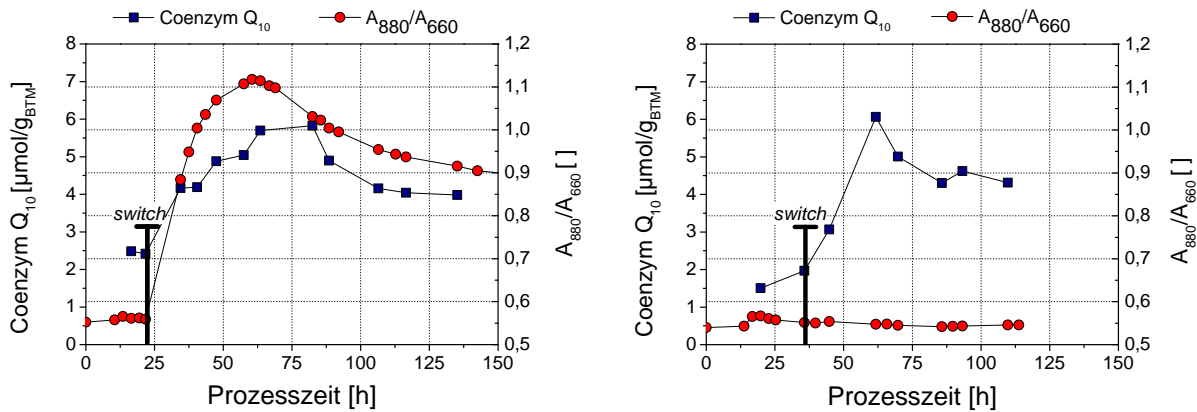 Coenzym Q10 A880/A660
8
7
6
5
4
3
2
1
0
Coenzym Q10 [µmol/gBTM]
switch
1,2
1,1
1,0
0,9
0,8
0,7
0,6
0,5
A880/A660 [ ]
0 25 50 75 100 125 150
Prozesszeit [h]
Coenzym Q10 A880/A660
8
7
6
5
4
3
2
1
0
Coenzym Q10 [µmol/gBTM]
switch
1,2
1,1
1,0
0,9
0,8
0,7
0,6
0,5
A880/A660 [ ]
0 25 50 75 100 125 150
Prozesszeit [h]